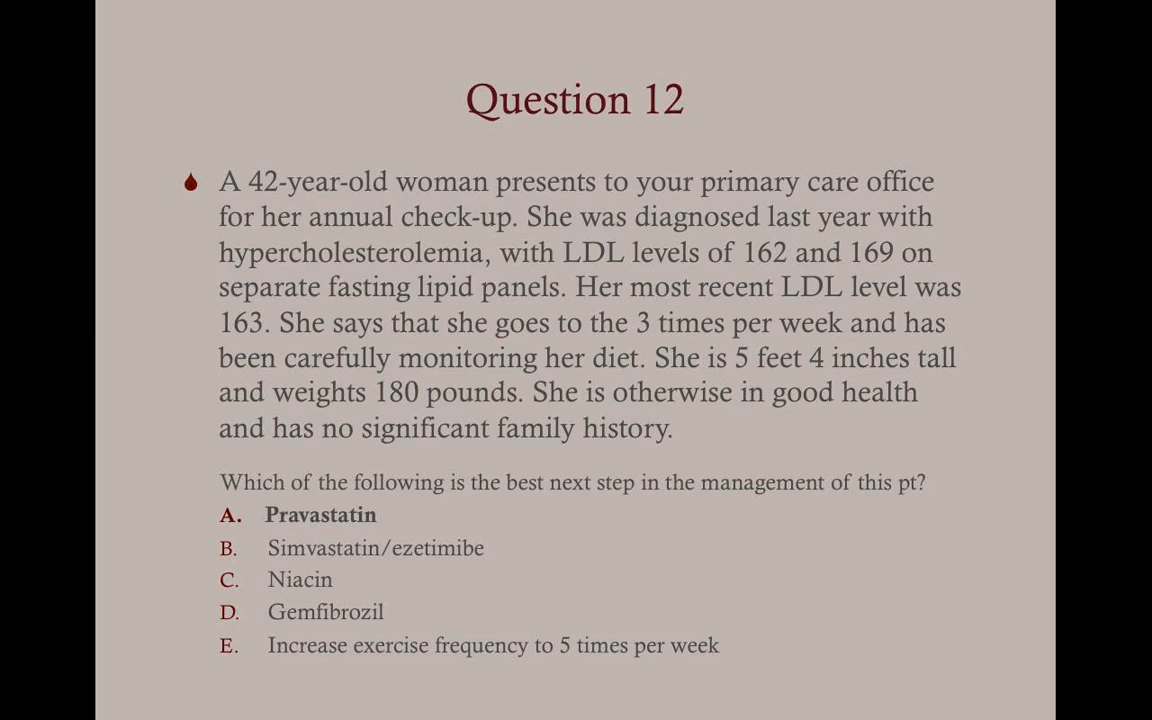 Question 12
A 42-year-old woman presents to your primary care office
for her annual check-up. She was diagnosed last year with
hypercholesterolemia, with LDL levels of 162 and 169 on
separate fasting lipid panels. Her most recent LDL level was
163. She says that she goes to the 3 times per week and has
been carefully monitoring her diet. She is 5 feet 4 inches tall
and weights 180 pounds. She is otherwise in good health
and has no significant family history.
Which of the following is the best next step in the management of this pt?
A. Pravastatin
B. Simvastatin/ezetimibe
C. Niacin
D. Gemfibrozil
E. Increase exercise frequency to 5 times per week